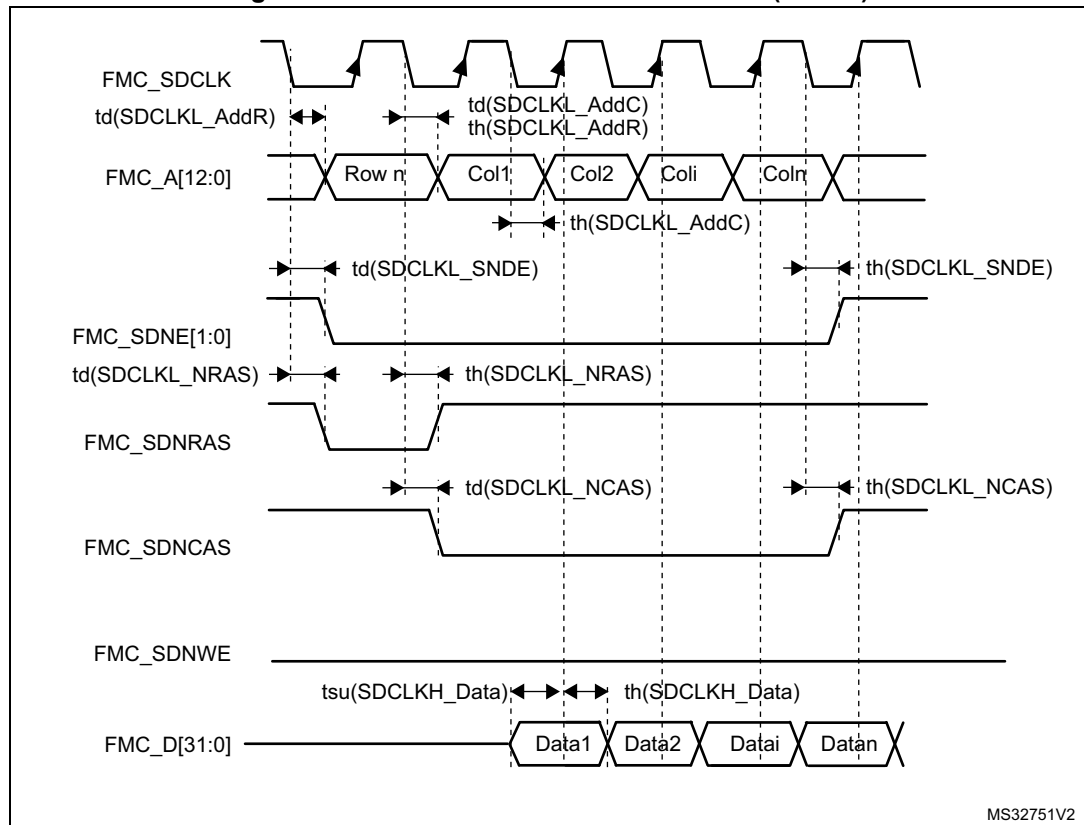 FMC_SDCLK
td(SDCLKL_AddR)
td(SDCLKL_AddC)
th(SDCLKL_AddR)
FMC_A[12:0]
Row n
Col1
Col2
Coli
Coln
th(SDCLKL_AddC)
td(SDCLKL_SNDE)
th(SDCLKL_SNDE)
FMC_SDNE[1:0]
td(SDCLKL_NRAS)
th(SDCLKL_NRAS)
FMC_SDNRAS
td(SDCLKL_NCAS)
th(SDCLKL_NCAS)
FMC_SDNCAS
FMC_SDNWE
tsu(SDCLKH_Data)
th(SDCLKH_Data)
FMC_D[31:0]
Data1
Data2
Datai
Datan
MS32751V2